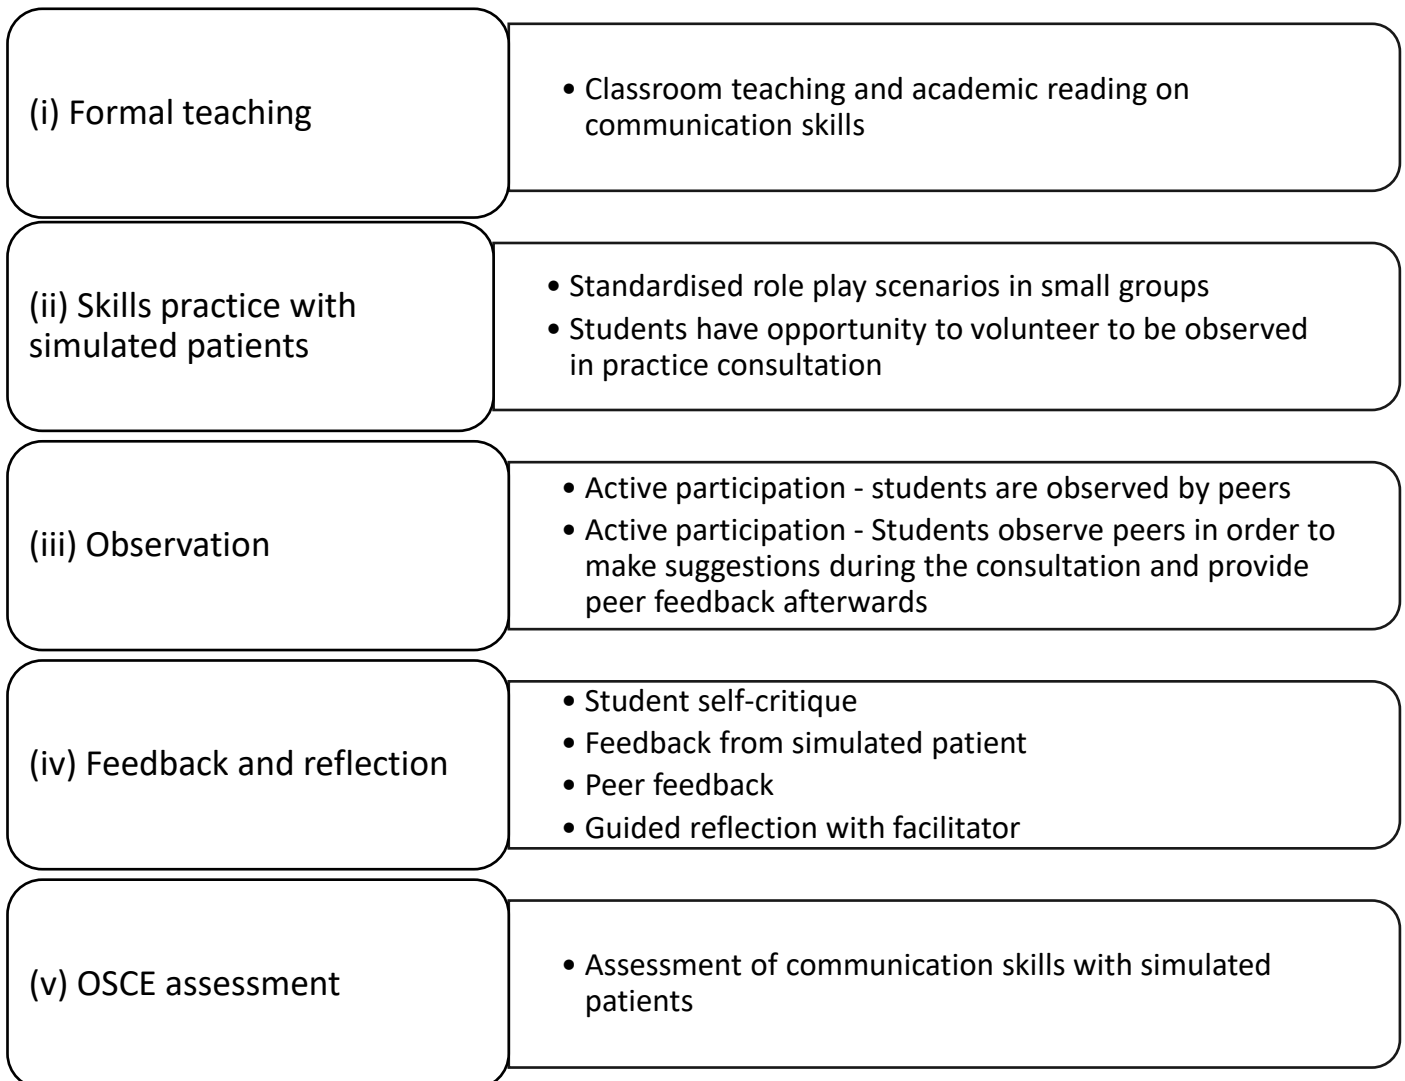 (i) Formal teaching
• Classroom teaching and academic reading on
communication skills
(ii) Skills practice with
simulated patients
• Standardised role play scenarios in small groups
• Students have opportunity to volunteer to be observed
in practice consultation
(iii) Observation
• Active participation - students are observed by peers
• Active participation - Students observe peers in order to
make suggestions during the consultation and provide
peer feedback afterwards
(iv) Feedback and reflection
• Student self-critique
• Feedback from simulated patient
• Peer feedback
• Guided reflection with facilitator
(v) OSCE assessment
• Assessment of communication skills with simulated
patients